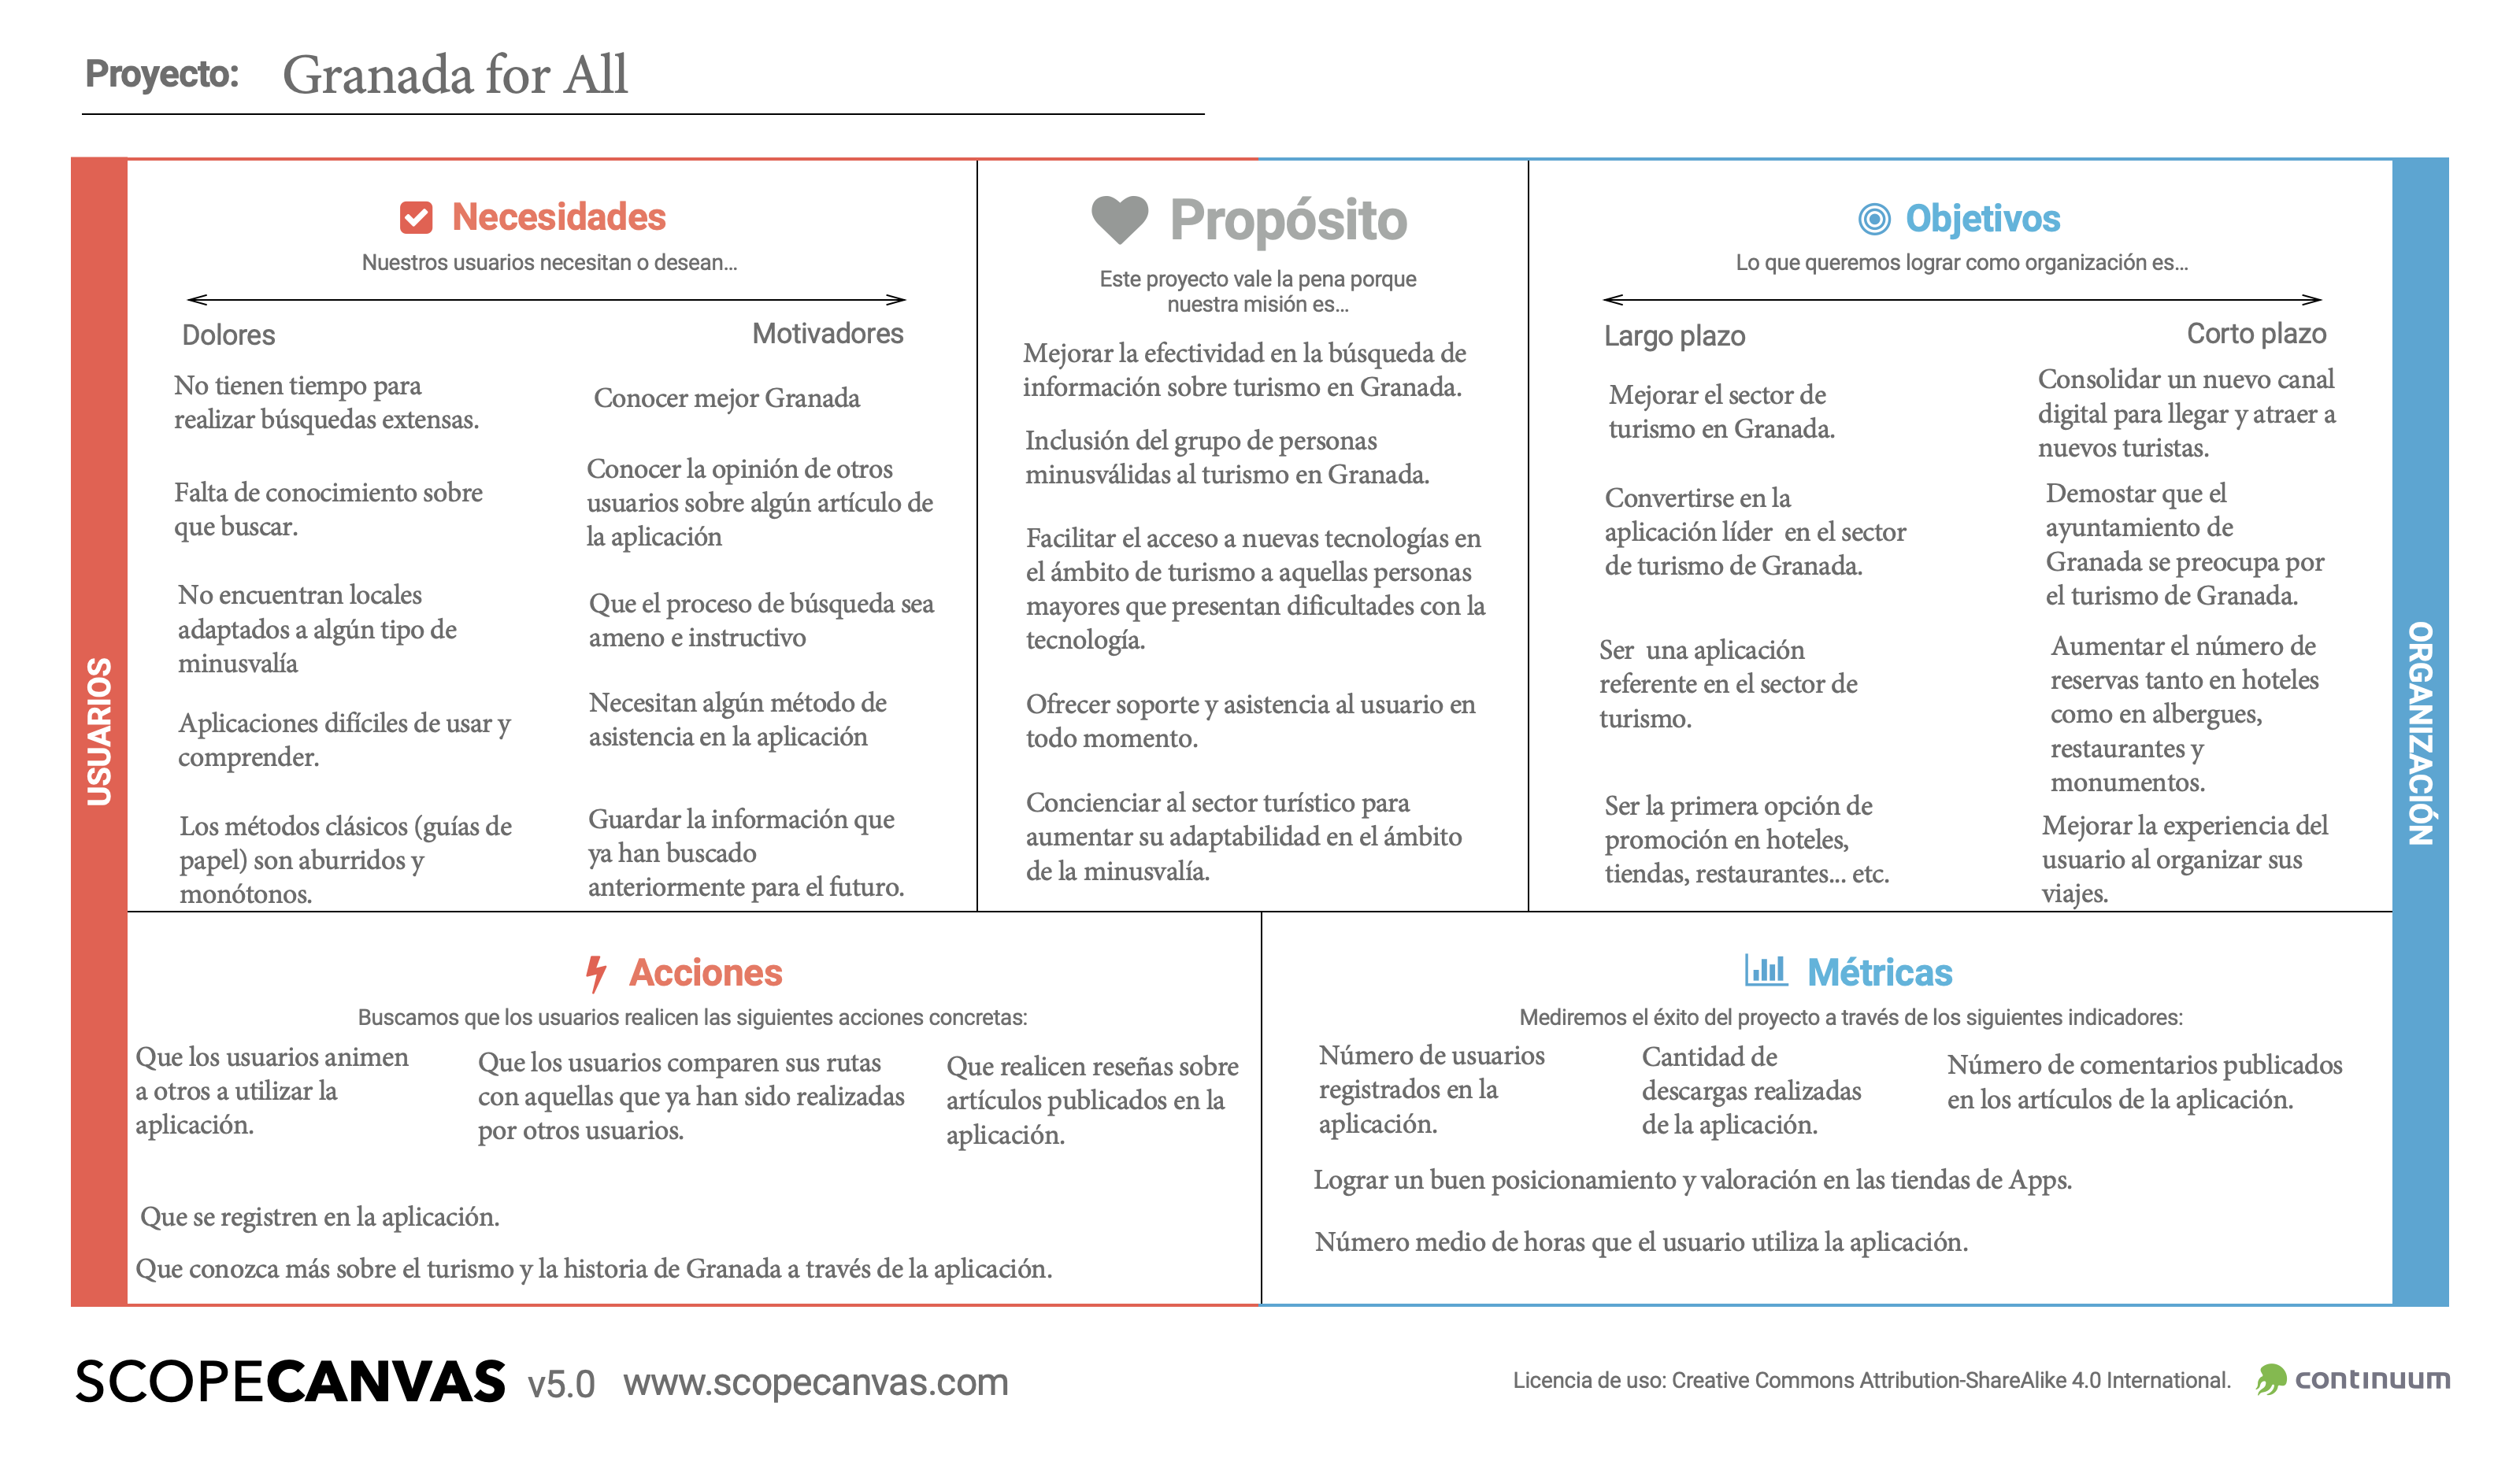 Proyecto: Granada for All
USUARIOS
Necesidades
Nuestros usuarios necesitan o desean...
Dolores
No tienen tiempo para
realizar búsquedas extensas.
Falta de conocimiento sobre
que buscar.
No encuentran locales
adaptados a algún tipo de
minusvalía
Aplicaciones difíciles de usar y
comprender.
Los métodos clásicos (guías de
papel) son aburridos y
monótonos.
Motivadores
Conocer mejor Granada
Conocer la opinión de otros
usuarios sobre algún artículo de
la aplicación
Que el proceso de búsqueda sea
ameno e instructivo
Necesitan algún método de
asistencia en la aplicación
Guardar la información que
ya han buscado
anteriormente para el futuro.
Propósito
Este proyecto vale la pena porque
nuestra misión es...
Mejorar la efectividad en la búsqueda de
información sobre turismo en Granada.
Inclusión del grupo de personas
minusválidas al turismo en Granada.
Facilitar el acceso a nuevas tecnologías en
el ámbito de turismo a aquellas personas
mayores que presentan dificultades con la
tecnología.
Ofrecer soporte y asistencia al usuario en
todo momento.
Concienciar al sector turístico para
aumentar su adaptabilidad en el ámbito
de la minusvalía.
Objetivos
Lo que queremos lograr como organización es...
Largo plazo
Mejorar el sector de
turismo en Granada.
Convertirse en la
aplicación líder en el sector
de turismo de Granada.
Ser una aplicación
referente en el sector de
turismo.
Ser la primera opción de
promoción en hoteles,
tiendas, restaurantes... etc.
Corto plazo
Consolidar un nuevo canal
digital para llegar y atraer a
nuevos turistas.
Demostar que el
ayuntamiento de
Granada se preocupa por
el turismo de Granada.
Aumentar el número de
reservas tanto en hoteles
como en albergues,
restaurantes y
monumentos.
Mejorar la experiencia del
usuario al organizar sus
viajes.
ORGANIZACIÓN
Acciones
Buscamos que los usuarios realicen las siguientes acciones concretas:
Que los usuarios animen
a otros a utilizar la
aplicación.
Que los usuarios comparen sus rutas
con aquellas que ya han sido realizadas
por otros usuarios.
Que realicen reseñas sobre
artículos publicados en la
aplicación.
Que se registren en la aplicación.
Que conozca más sobre el turismo y la historia de Granada a través de la aplicación.
Métricas
Mediremos el éxito del proyecto a través de los siguientes indicadores:
Número de usuarios
registrados en la
aplicación.
Cantidad de
descargas realizadas
de la aplicación.
Número de comentarios publicados
en los artículos de la aplicación.
Lograr un buen posicionamiento y valoración en las tiendas de Apps.
Número medio de horas que el usuario utiliza la aplicación.
SCOPECANVAS v5.0 www.scopecanvas.com
Licencia de uso: Creative Commons Attribution-ShareAlike 4.0 International. continuum